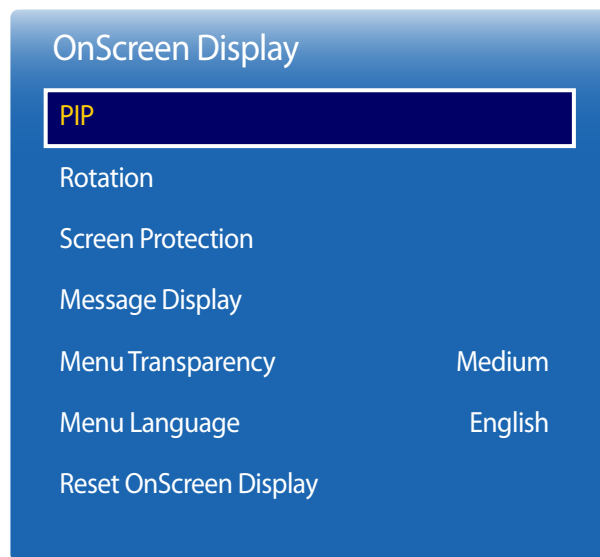 OnScreen Display
PIP
Rotation
Screen Protection
Message Display
Menu Transparency Medium
Menu Language English
Reset OnScreen Display